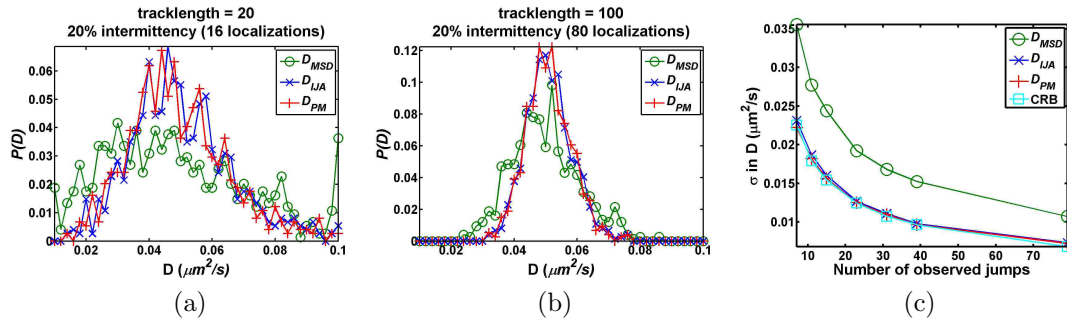 tracklength = 20
20% intermittency (16 localizations)
P(D)
0.06
0.05
0.04
0.03
0.02
0.01
0
0.02
0.04
0.06
0.08
0.1
D (μm²/s)
D_MSD
D_IJA
D_PM
(a)
tracklength = 100
20% intermittency (80 localizations)
0.12
0.10
0.08
0.06
0.04
0.02
0
0.02
0.04
0.06
0.08
0.1
D (μm²/s)
D_MSD
D_IJA
D_PM
(b)
σ in D (μm²/s)
0.035
0.03
0.025
0.02
0.015
0.01
10
20
30
40
50
60
70
Number of observed jumps
D_MSD
D_IJA
D_PM
CRB
(c)